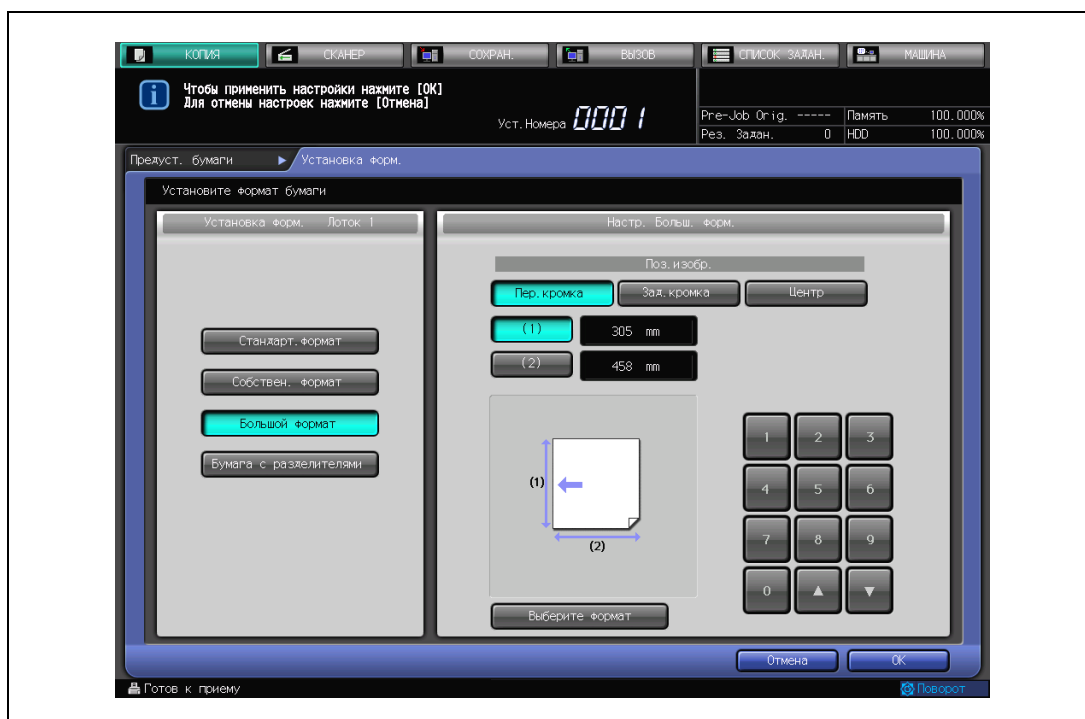 КОПИЯ СКАНЕР СОХРАН. ВЫЗОВ СПИСОК ЗАДАН. МАШИНА
Чтобы применить настройки нажмите [OK]
Для отмены настроек нажмите [Отмена]
Уст. Номера 0001
Pre-Job Orig. ----- Память 100.000%
Рез. Задан. 0 HDD 100.000%
Предуст. бумаги Установка форм.
Установите формат бумаги
Установка форм. Лоток 1
Настр. Больш. форм.
Поз.изобр.
Пер.кромка Зад.кромка Центр
(1) 305 mm
(2) 458 mm
Стандарт.формат
Собствен. формат
Большой формат
Бумага с разделителями
(1)
(2)
1 2 3
4 5 6
7 8 9
0 ▲ ▼
Выберите формат
Отмена OK
Готов к приему
Поворот